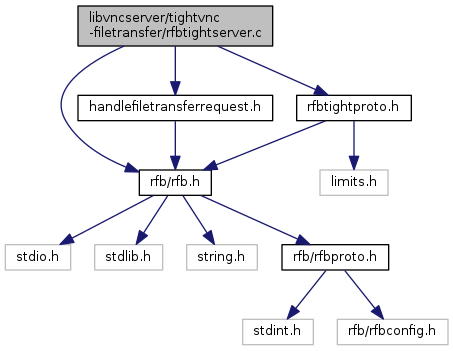 libvncserver/tightvnc
-filetransfer/rfbtightserver.c
handlefiletransferrequest.h
rfbtightproto.h
rfb/rfb.h
limits.h
stdio.h
stdlib.h
string.h
rfb/rfbproto.h
stdint.h
rfb/rfbconfig.h